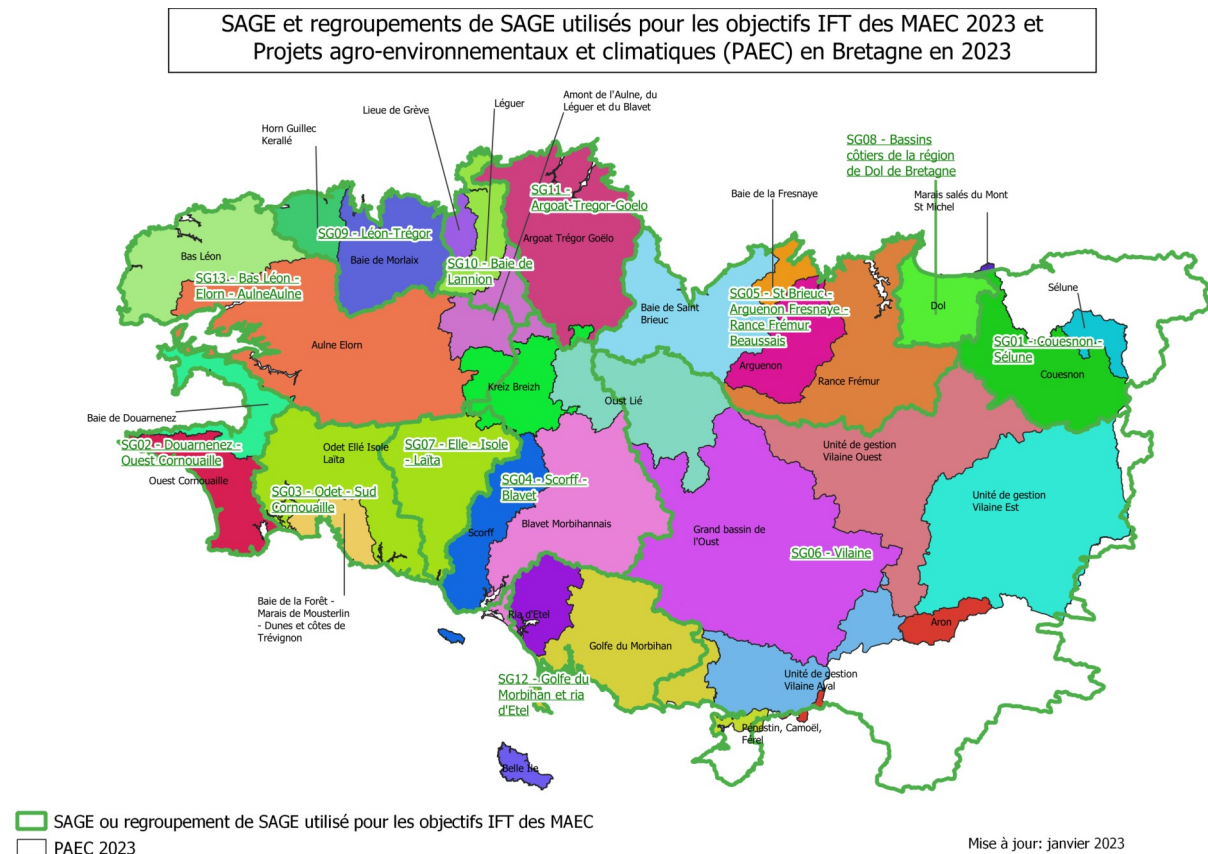 SAGE et regroupements de SAGE utilisés pour les objectifs IFT des MAEC 2023 et
Projets agro-environnementaux et climatiques (PAEC) en Bretagne en 2023
Amont de l'Aulne, du
Léguer et du Blavet
Léguer
Lieue de Grève
Horn Guillec
Kerallé
SG08 - Bassins
côtiers de la région
de Dol de Bretagne
Baie de la Fresnaye
Marais salés du Mont
St Michel
SG11 -
Argoat-Tregor-Goelo
Argoat Trégor Goëlo
SG09 - Léon-Trégor
Baie de Morlaix
Bas Léon
SG10 - Baie de
Lannion
SG13 - Bas Léon -
Elorn - AulneAulne
Aulne Elorn
Baie de Saint
Brieuc
SG05 - St Brieuc -
Arguenon Fresnaye -
Rance Frémur
Beaussais
Arguenon
Rance Frémur
Dol
Sélune
SG01 - Couesnon -
Sélune
Couesnon
Kreiz Breizh
Oust Lié
Baie de Douarnenez
SG02 - Douarnenez -
Ouest Cornouaille
Ouest Cornouaille
Odet Ellé Isole
Laïta
SG07 - Elle - Isole
- Laïta
SG03 - Odet - Sud
Cornouaille
SG04 - Scorff -
Blavet
Blavet Morbihannais
Scorff
Unité de gestion
Vilaine Ouest
Unité de gestion
Vilaine Est
Grand bassin de
l'Oust
SG06 - Vilaine
Baie de la Forêt -
Marais de Mousterlin
- Dunes et côtes de
Trévignon
Ria d'Etel
Golfe du Morbihan
Aron
SG12 - Golfe du
Morbihan et ria
d'Etel
Unité de gestion
Vilaine Aval
Pénestin, Camoël,
Férel
Belle Ile
SAGE ou regroupement de SAGE utilisé pour les objectifs IFT des MAEC
PAEC 2023
Mise à jour: janvier 2023